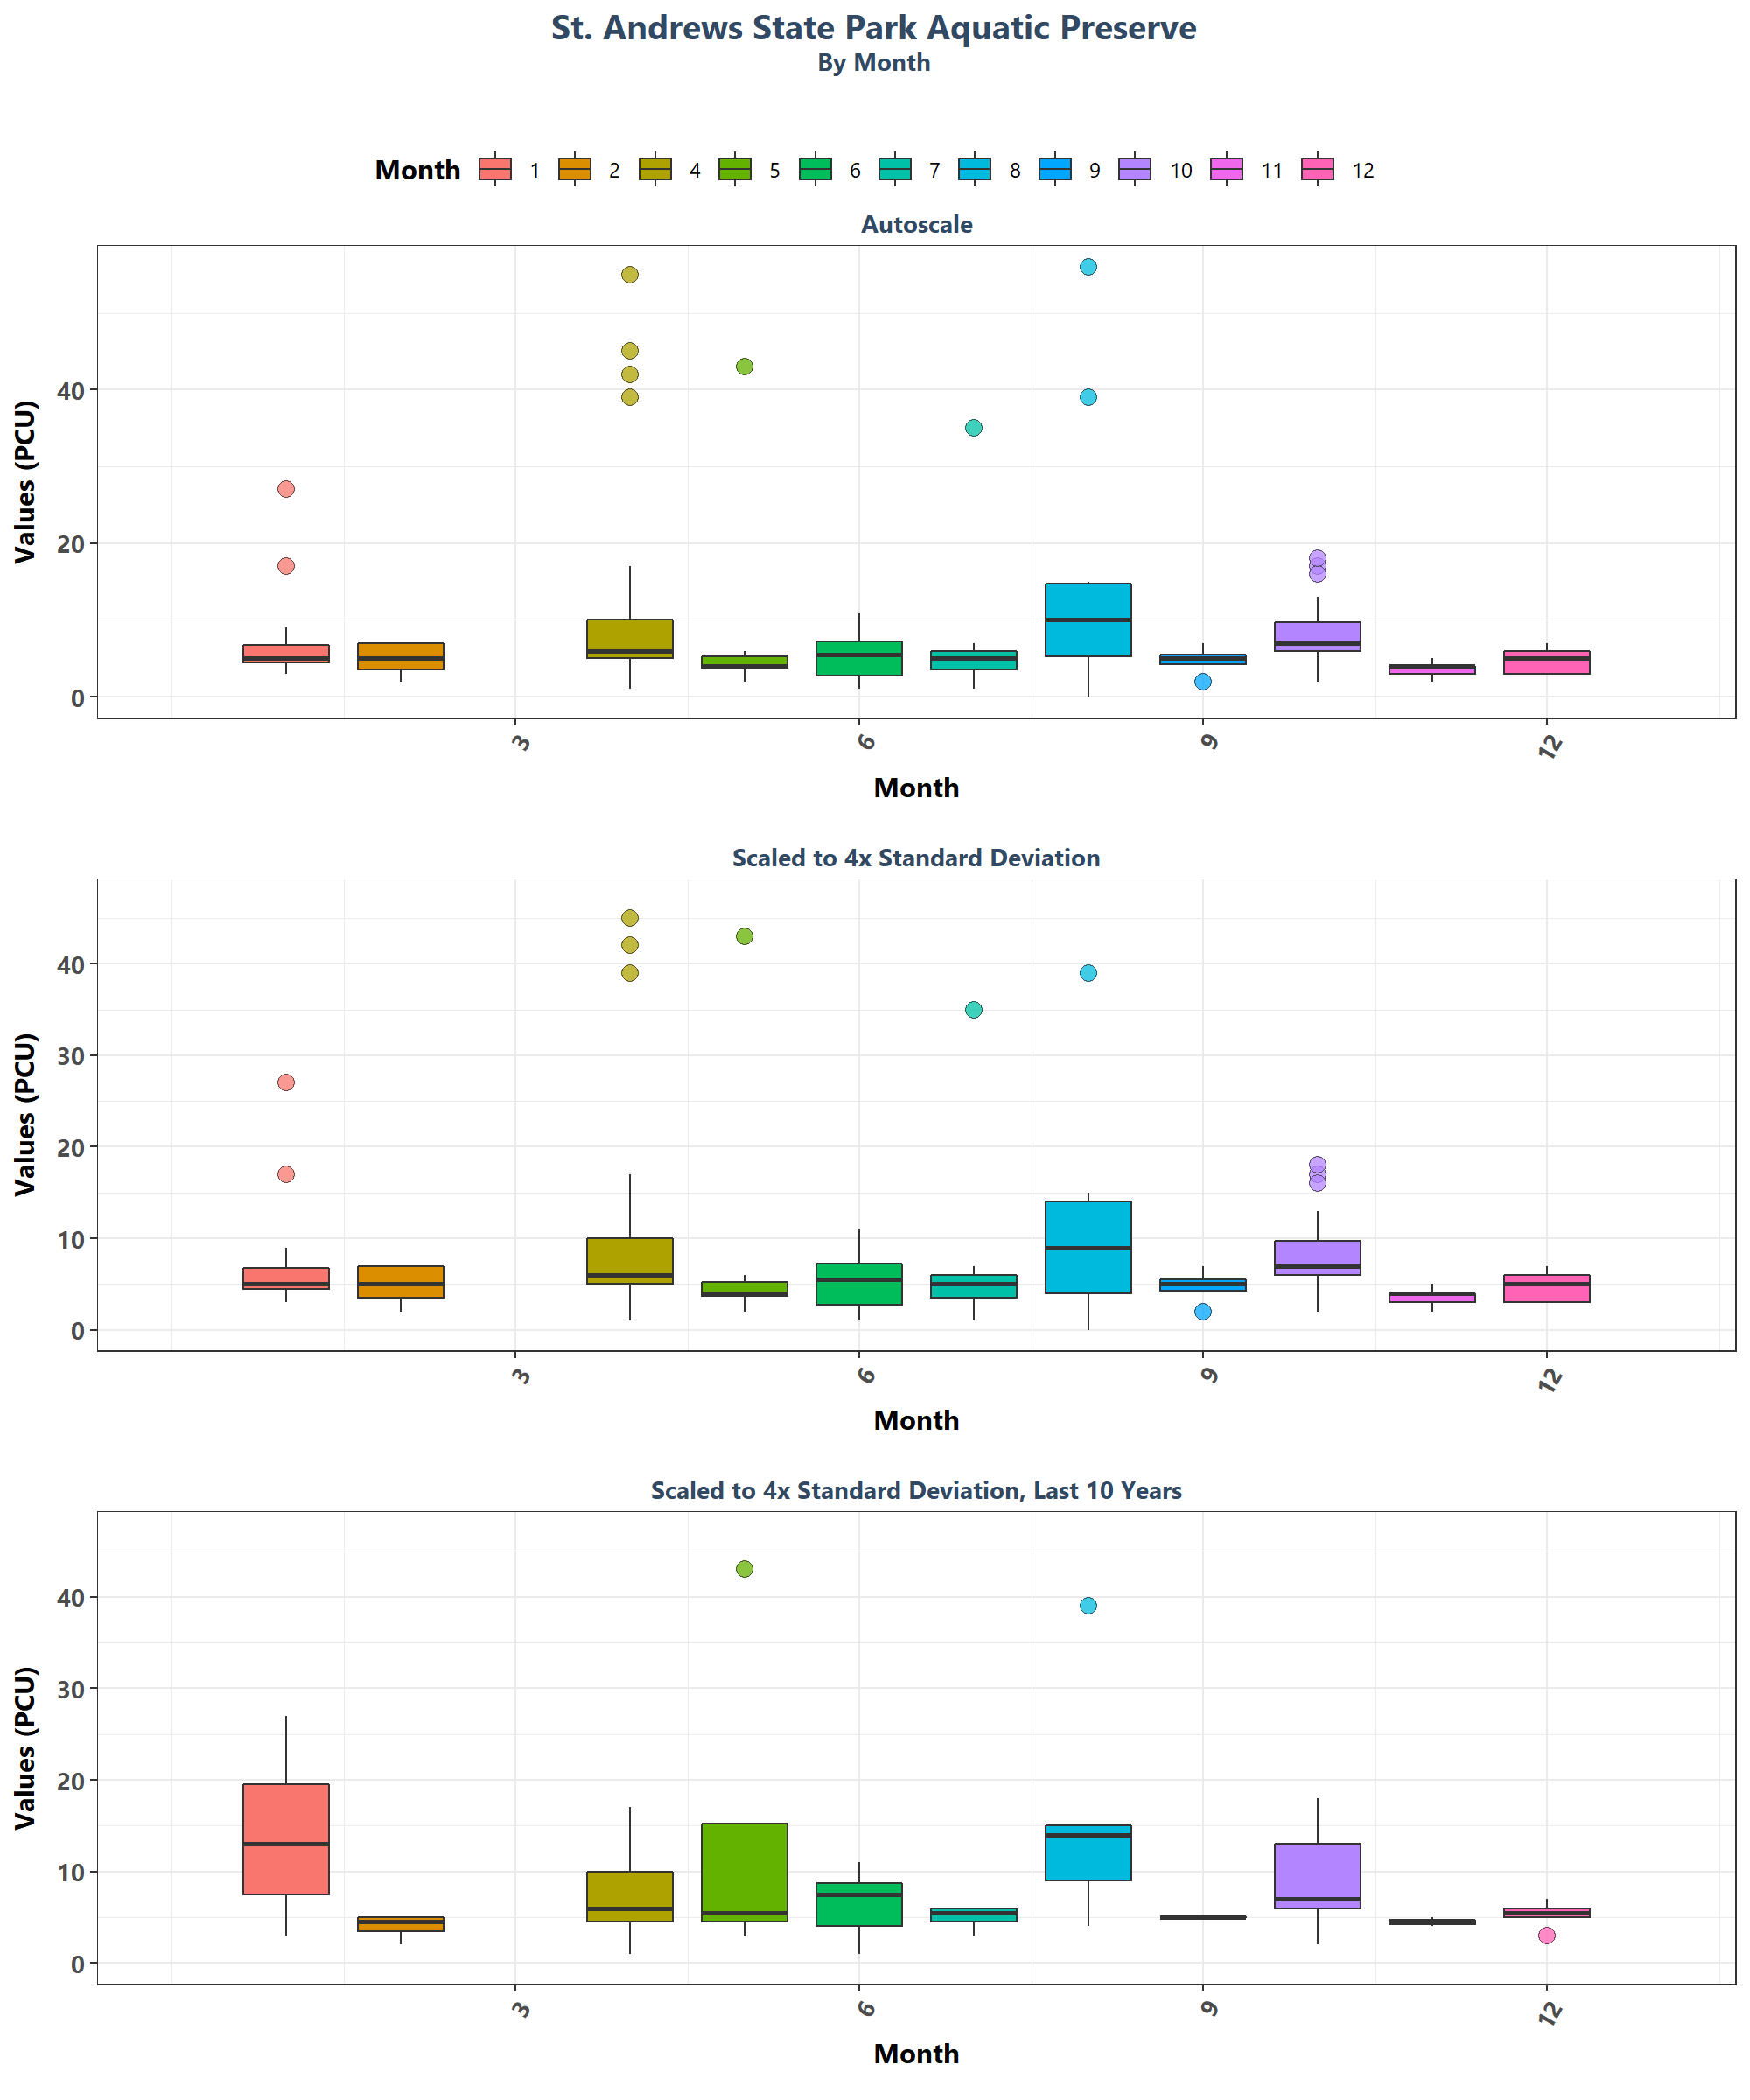 St. Andrews State Park Aquatic Preserve
By Month
Month 1 2 4 5 6 7 8 9 10 11 12
Autoscale
Values (PCU)
40
20
0
3 6 9 12
Month
Scaled to 4x Standard Deviation
Values (PCU)
40
30
20
10
0
3 6 9 12
Month
Scaled to 4x Standard Deviation, Last 10 Years
Values (PCU)
40
30
20
10
0
3 6 9 12
Month